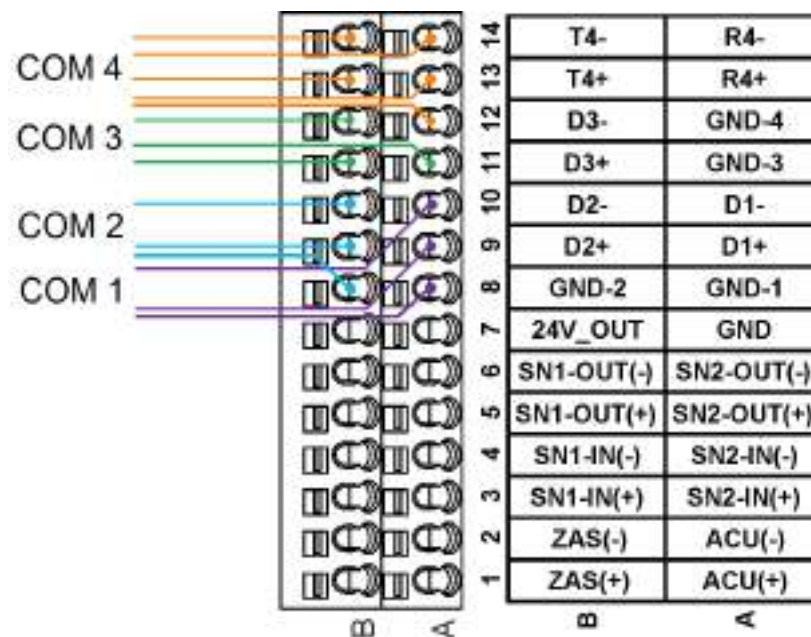 COM 4
COM 3
COM 2
COM 1
14 T4- R4-
13 T4+ R4+
12 D3- GND-4
11 D3+ GND-3
10 D2- D1-
9 D2+ D1+
8 GND-2 GND-1
7 24V_OUT GND
6 SN1-OUT(-) SN2-OUT(-)
5 SN1-OUT(+) SN2-OUT(+)
4 SN1-IN(-) SN2-IN(-)
3 SN1-IN(+) SN2-IN(+)
2 ZAS(-) ACU(-)
1 ZAS(+) ACU(+)
B A B A